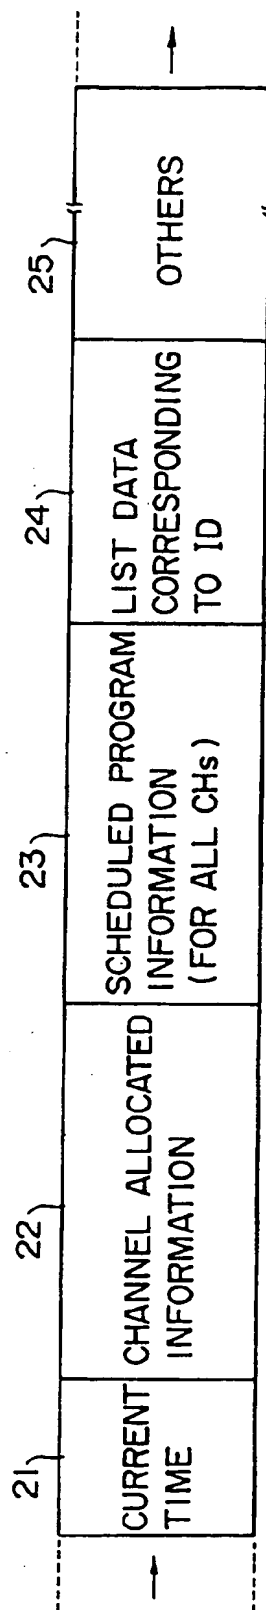 21
22
23
24
25
CURRENT
TIME
CHANNEL ALLOCATED
INFORMATION
SCHEDULED PROGRAM
INFORMATION
(FOR ALL CHs)
LIST DATA
CORRESPONDING
TO ID
OTHERS